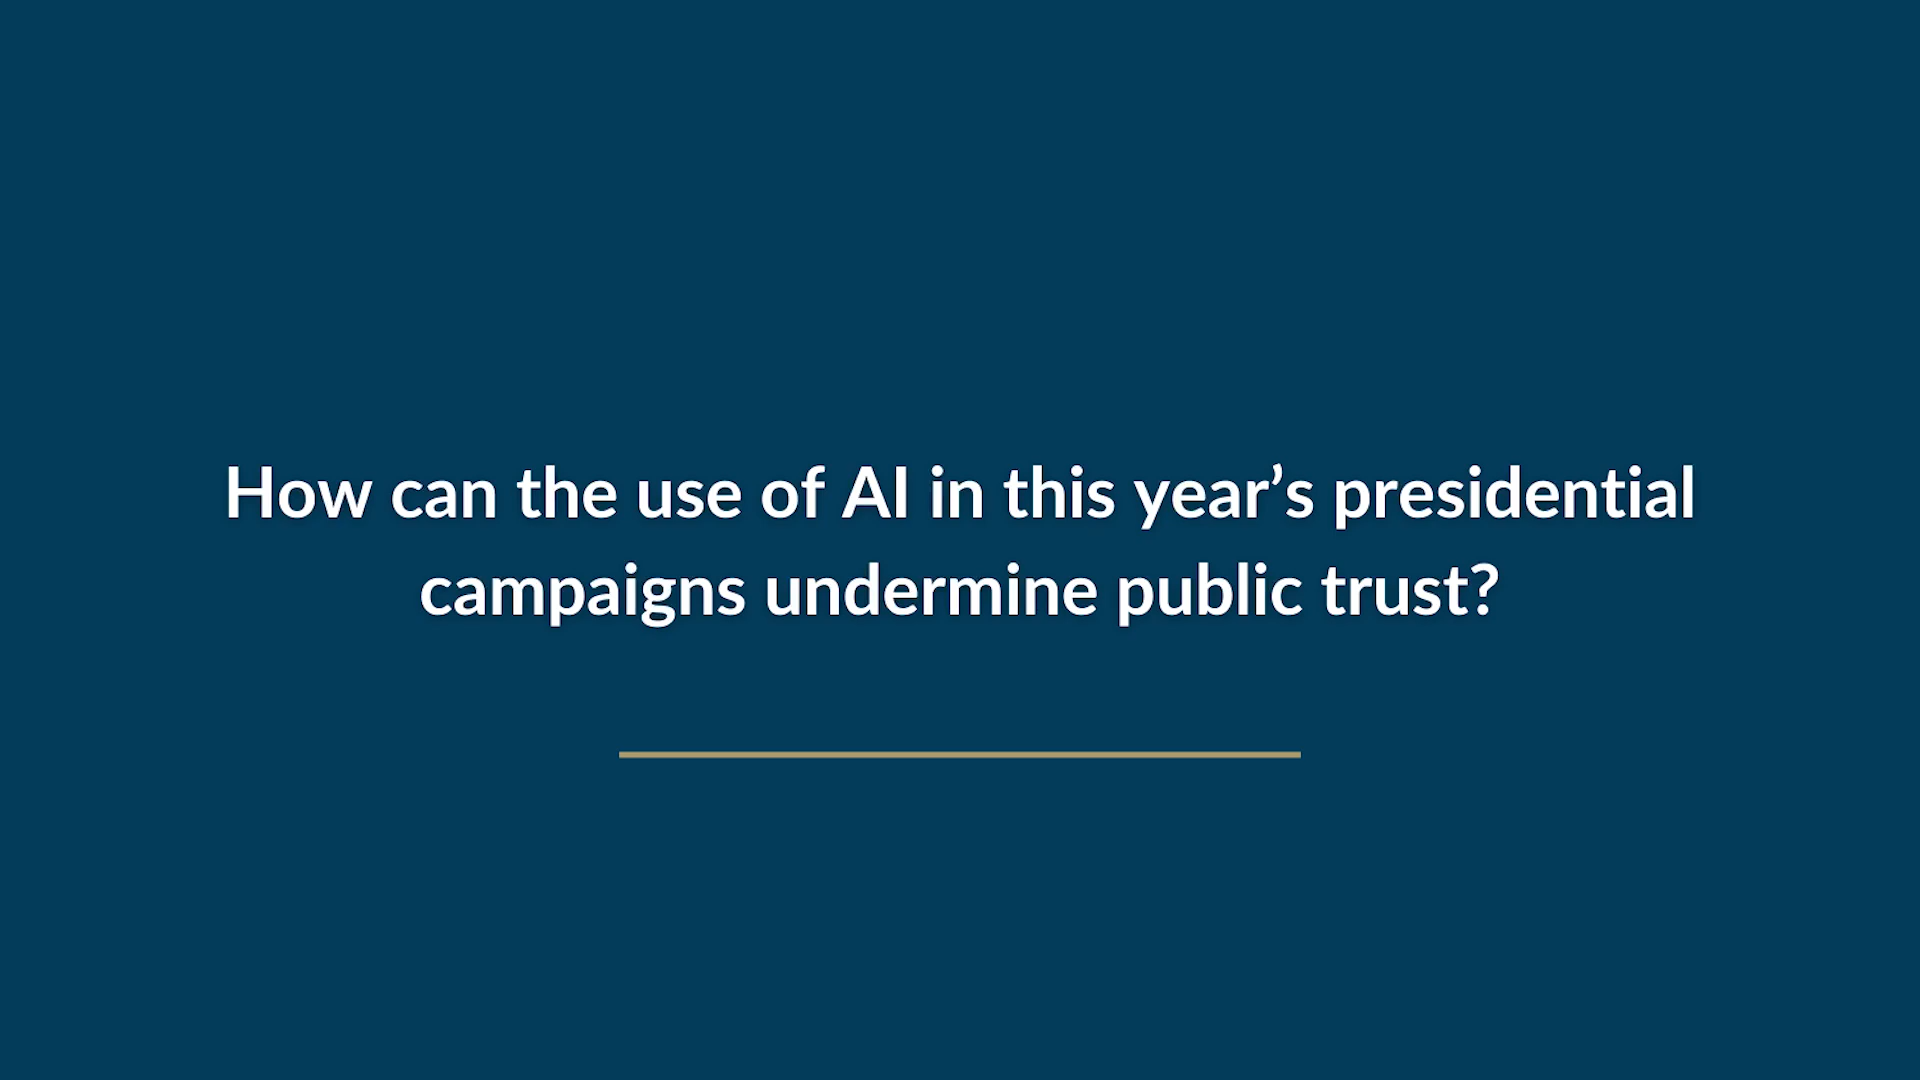 How can the use of AI in this year’s presidential
campaigns undermine public trust?